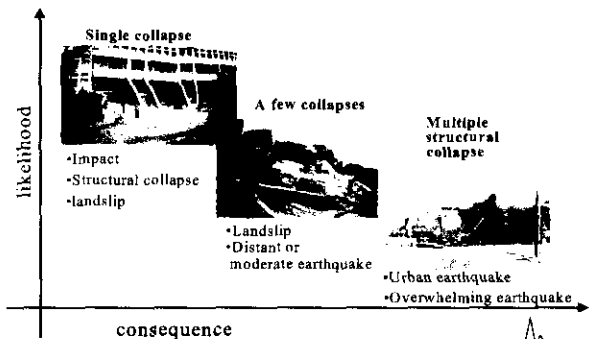 Single collapse
A few collapses
Multiple
structural
collapse
likelihood
•Impact
•Structural collapse
•landslip
•Landslip
•Distant or
moderate earthquake
•Urban earthquake
•Overwhelming earthquake
consequence